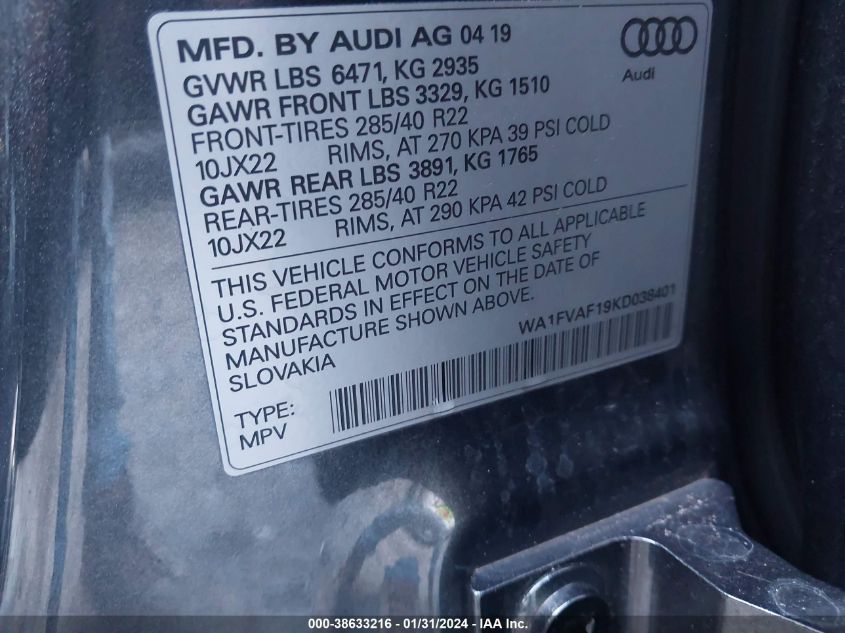 MFD. BY AUDI AG 04 19
Audi
GVWR LBS 6471, KG 2935
GAWR FRONT LBS 3329, KG 1510
FRONT-TIRES 285/40 R22
10JX22 RIMS, AT 270 KPA 39 PSI COLD
GAWR REAR LBS 3891, KG 1765
REAR-TIRES 285/40 R22
10JX22 RIMS, AT 290 KPA 42 PSI COLD
THIS VEHICLE CONFORMS TO ALL APPLICABLE
U.S. FEDERAL MOTOR VEHICLE SAFETY
STANDARDS IN EFFECT ON THE DATE OF
MANUFACTURE SHOWN ABOVE.
SLOVAKIA WA1FVAF19KD038401
TYPE:
MPV
000-38633216 - 01/31/2024 - IAA Inc.